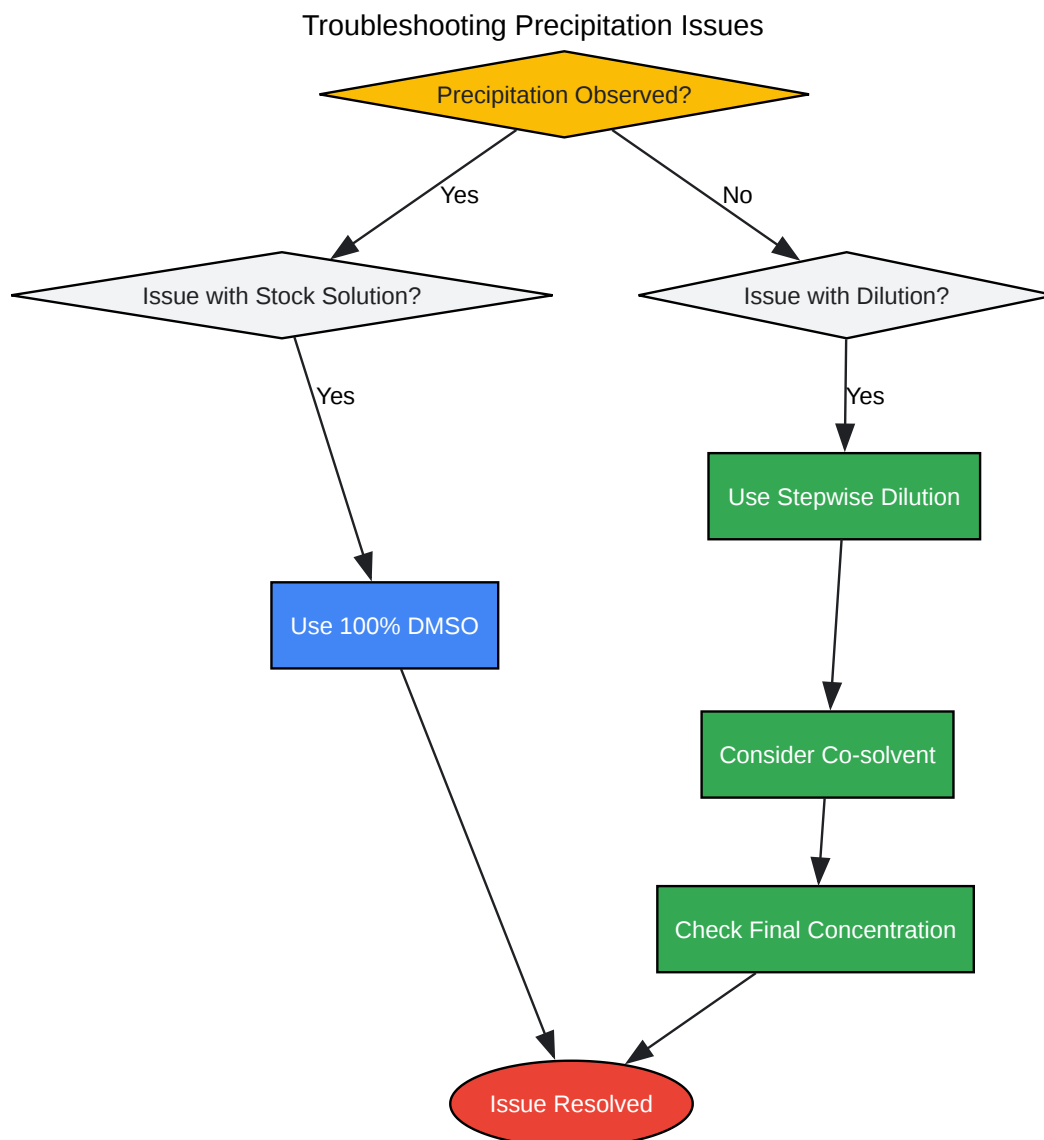 Troubleshooting Precipitation Issues
Precipitation Observed?
Yes
No
Issue with Stock Solution?
Issue with Dilution?
Yes
Yes
Use Stepwise Dilution
Use 100% DMSO
Consider Co-solvent
Check Final Concentration
Issue Resolved